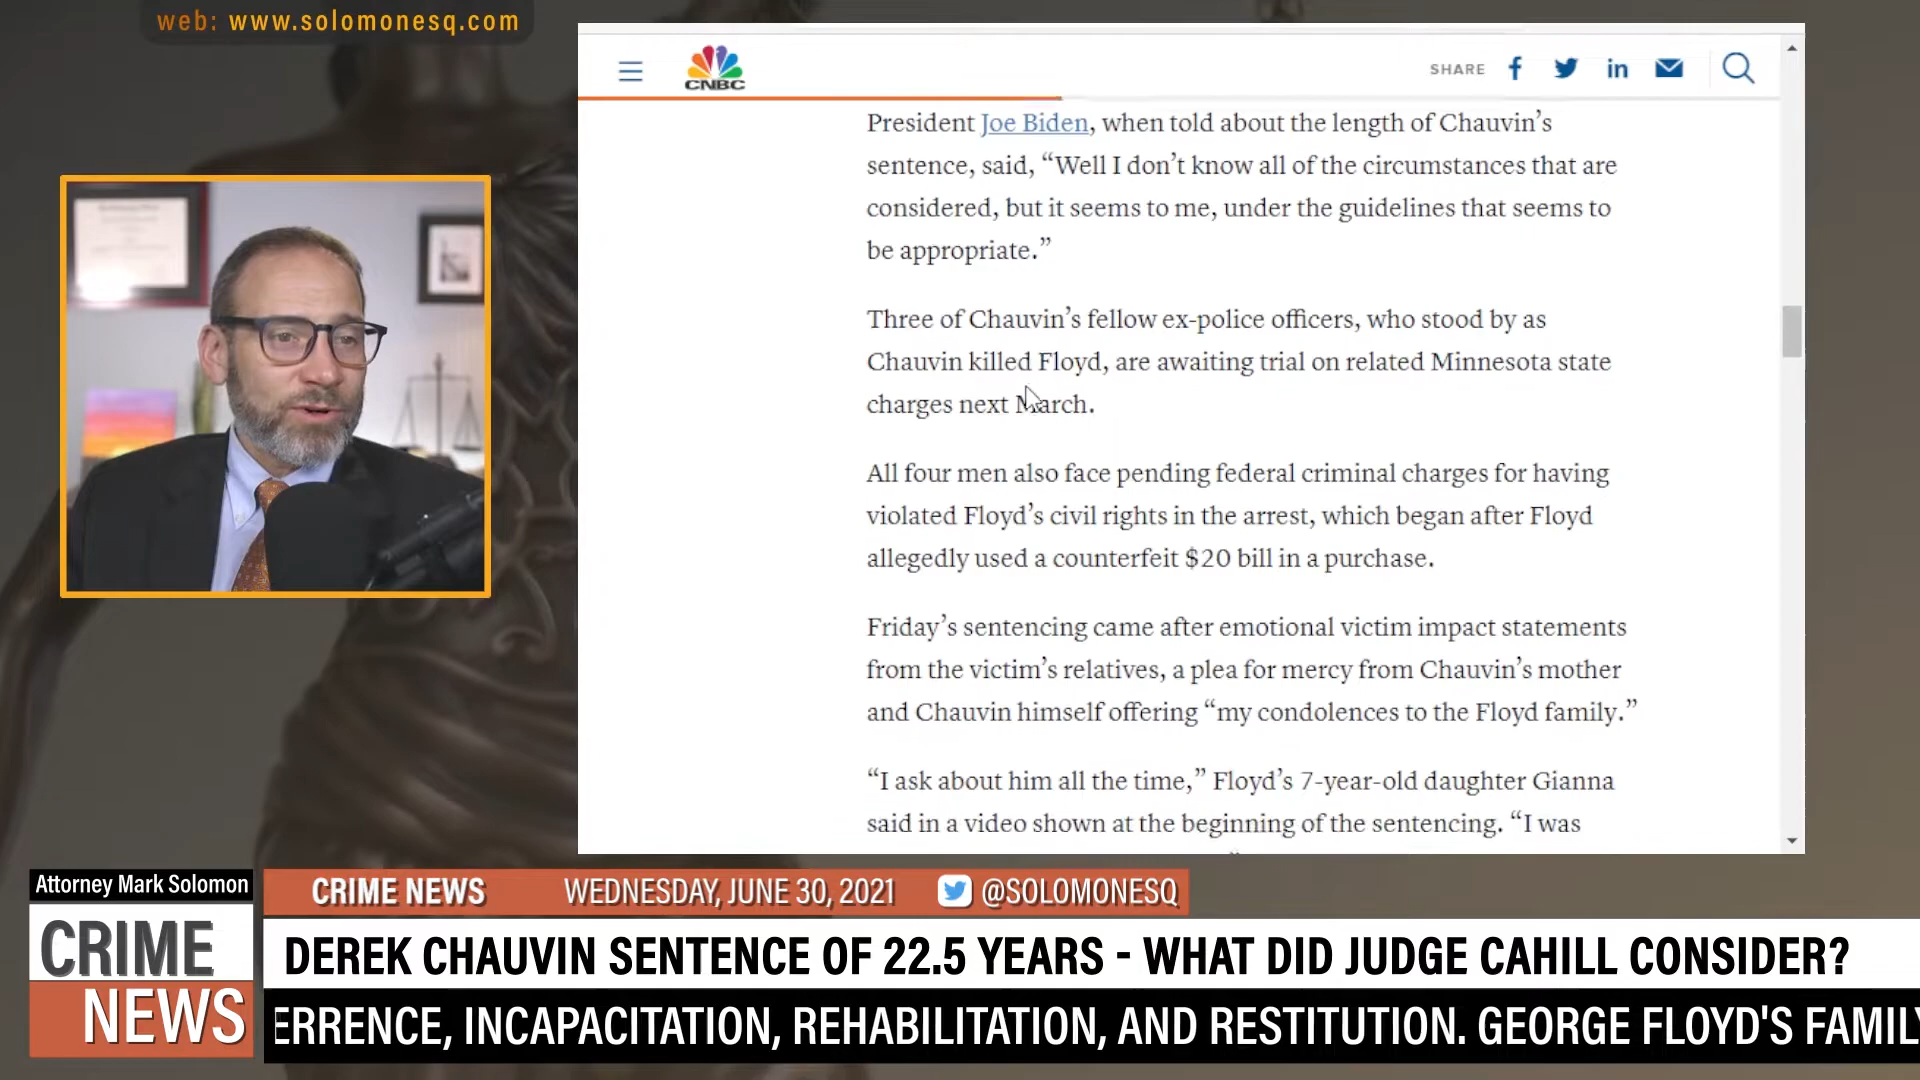 web: www.solomonesq.com
CNBC
SHARE
President Joe Biden, when told about the length of Chauvin’s
sentence, said, “Well I don’t know all of the circumstances that are
considered, but it seems to me, under the guidelines that seems to
be appropriate.”
Three of Chauvin’s fellow ex-police officers, who stood by as
Chauvin killed Floyd, are awaiting trial on related Minnesota state
charges next March.
All four men also face pending federal criminal charges for having
violated Floyd’s civil rights in the arrest, which began after Floyd
allegedly used a counterfeit $20 bill in a purchase.
Friday’s sentencing came after emotional victim impact statements
from the victim’s relatives, a plea for mercy from Chauvin’s mother
and Chauvin himself offering “my condolences to the Floyd family.”
“I ask about him all the time,” Floyd’s 7-year-old daughter Gianna
said in a video shown at the beginning of the sentencing. “I was
Attorney Mark Solomon
CRIME NEWS
CRIME NEWS WEDNESDAY, JUNE 30, 2021 @SOLOMONESQ
DEREK CHAUVIN SENTENCE OF 22.5 YEARS - WHAT DID JUDGE CAHILL CONSIDER?
ERRENCE, INCAPACITATION, REHABILITATION, AND RESTITUTION. GEORGE FLOYD'S FAMILY